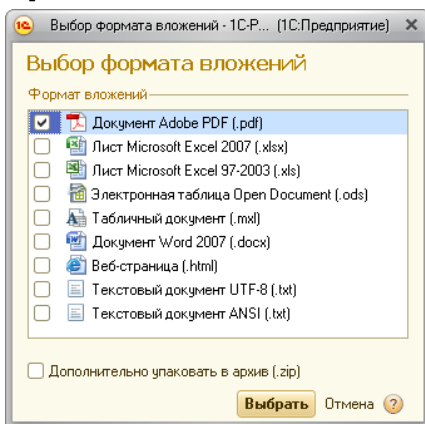 Выбор формата вложений - 1С-Р... (1С:Предприятие)
Выбор формата вложений
Формат вложений
Документ Adobe PDF (.pdf)
Лист Microsoft Excel 2007 (.xlsx)
Лист Microsoft Excel 97-2003 (.xls)
Электронная таблица Open Document (.ods)
Табличный документ (.mxl)
Документ Word 2007 (.docx)
Веб-страница (.html)
Текстовый документ UTF-8 (.txt)
Текстовый документ ANSI (.txt)
Дополнительно упаковать в архив (.zip)
Выбрать Отмена ?